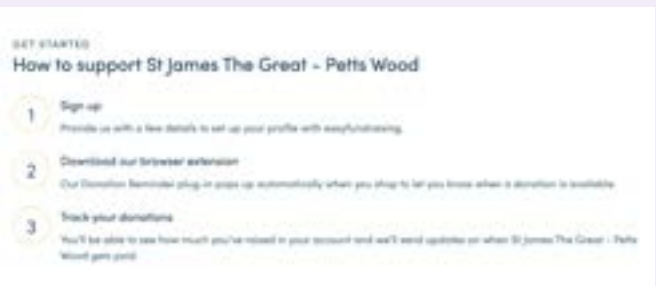 GET STARTED
How to support St James The Great - Petts Wood
1
Sign up
Provide us with a few details to set up your profile with easyfundraising.
2
Download our browser extension
Our Donation Reminder plug-in pops up automatically when you shop to let you know when a donation is available.
3
Track your donations
You'll be able to see how much you've raised in your account and we'll send updates on when St James The Great - Petts
Wood gets paid.